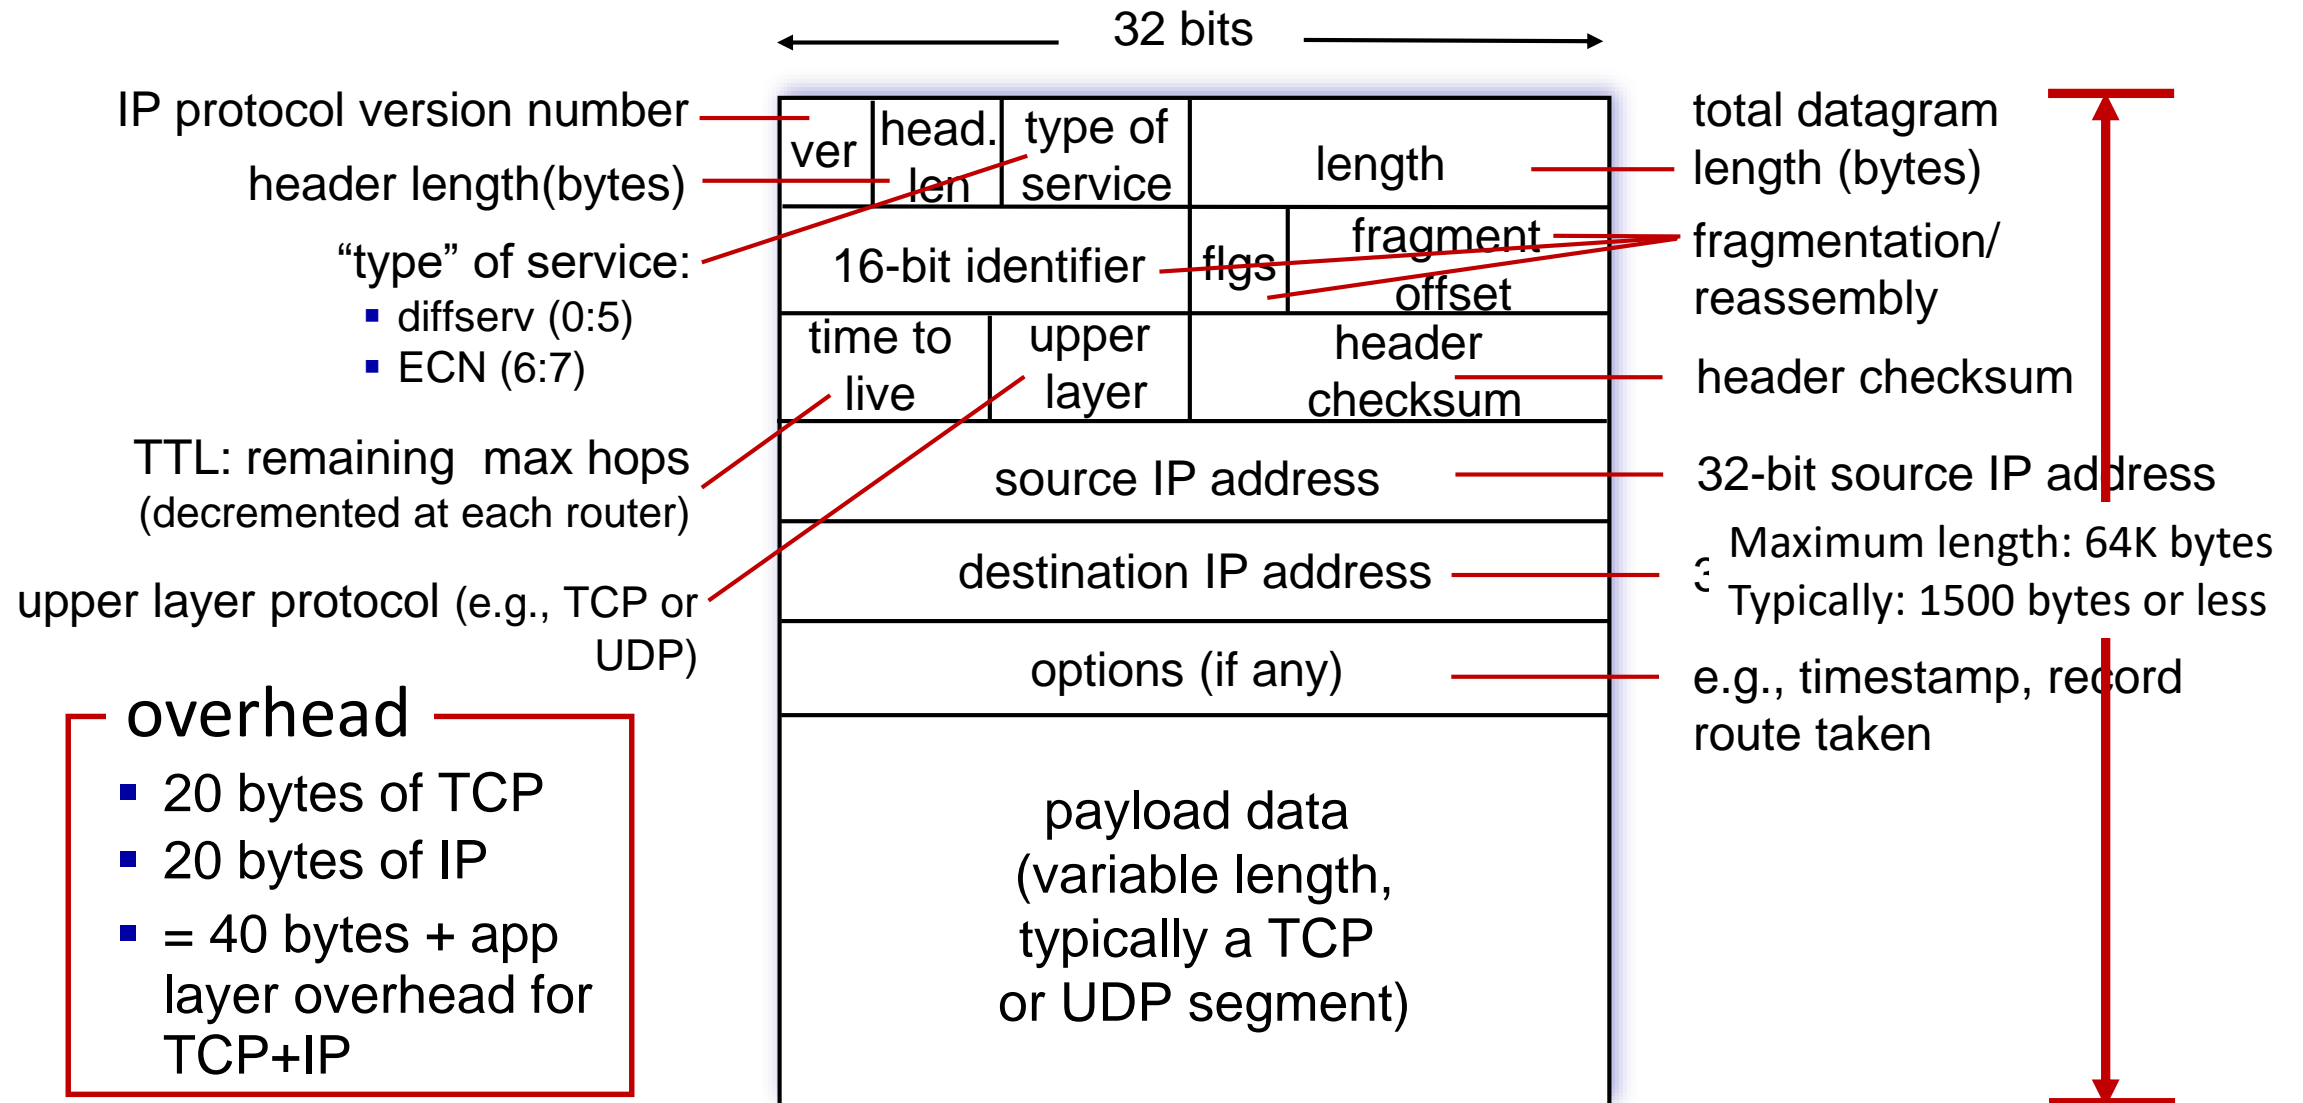 32 bits
IP protocol version number
header length(bytes)
“type” of service:
diffserv (0:5)
ECN (6:7)
TTL: remaining max hops
(decremented at each router)
upper layer protocol (e.g., TCP or
UDP)
overhead
20 bytes of TCP
20 bytes of IP
= 40 bytes + app
layer overhead for
TCP+IP
ver
head.
len
type of
service
length
16-bit identifier
flgs
fragment
offset
time to
live
upper
layer
header
checksum
source IP address
destination IP address
options (if any)
payload data
(variable length,
typically a TCP
or UDP segment)
total datagram
length (bytes)
fragmentation/
reassembly
header checksum
32-bit source IP address
Maximum length: 64K bytes
Typically: 1500 bytes or less
e.g., timestamp, record
route taken